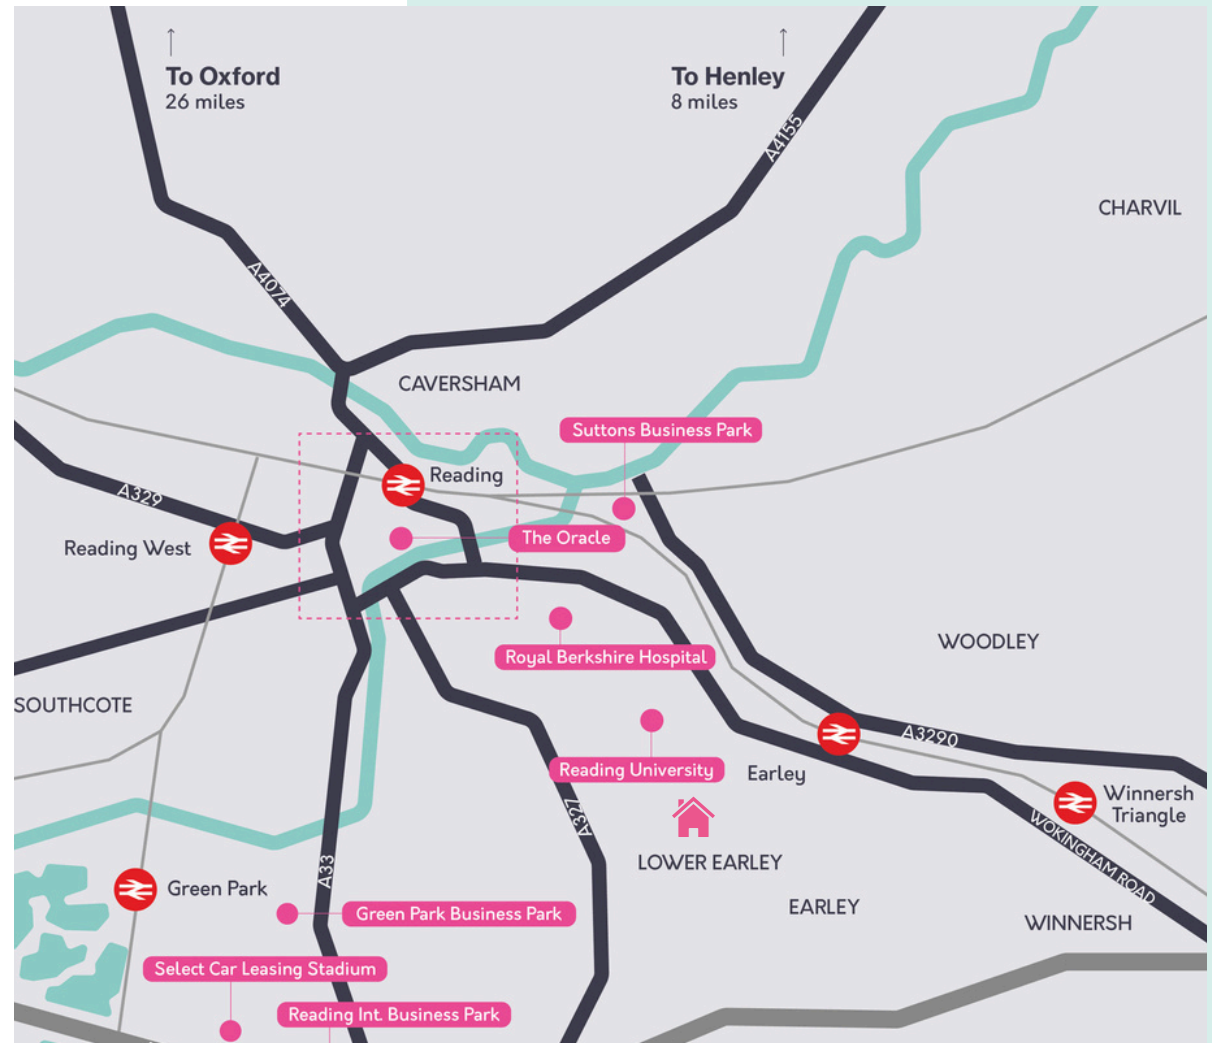 To Oxford
26 miles
To Henley
8 miles
A4155
CHARVIL
A4074
CAVERSHAM
Suttons Business Park
Reading
A329
Reading West
The Oracle
WOODLEY
Royal Berkshire Hospital
SOUTHCOTE
A3290
Reading University
Earley
Winnersh
Triangle
A327
WOKINGHAM ROAD
LOWER EARLEY
A33
Green Park
EARLEY
Green Park Business Park
WINNERSH
Select Car Leasing Stadium
Reading Int. Business Park